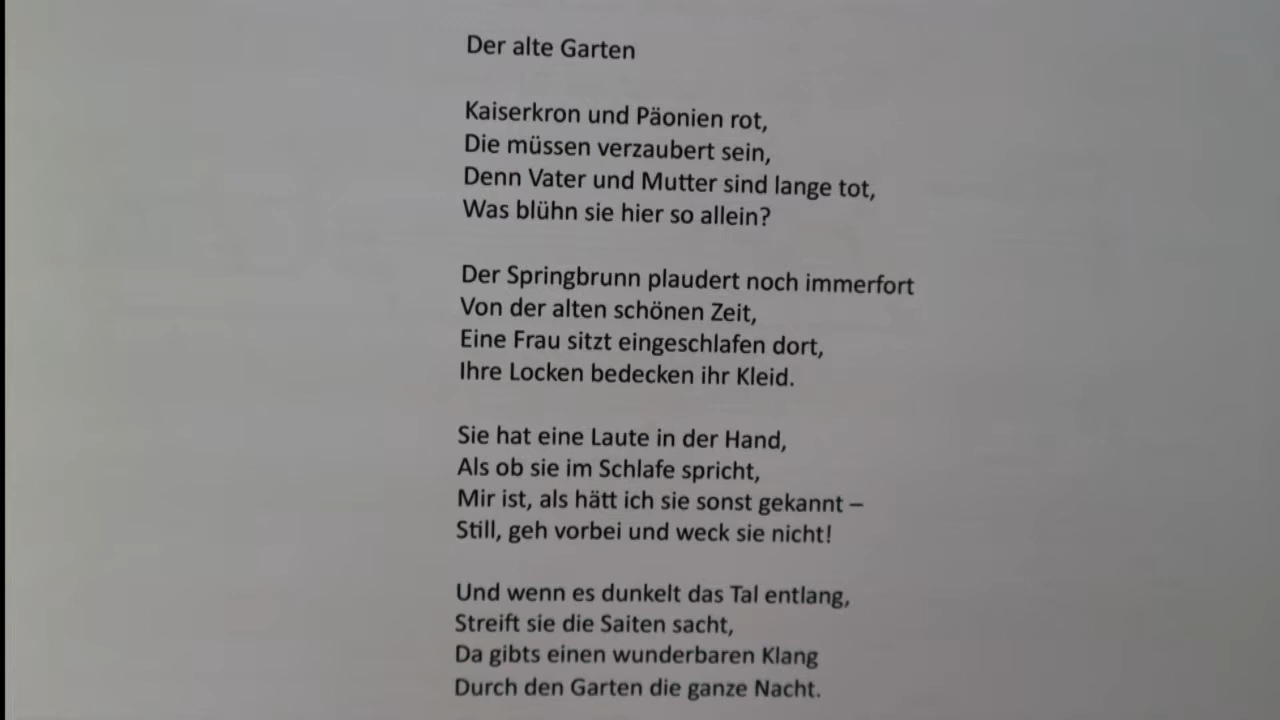 Der alte Garten
Kaiserkron und Päonien rot,
Die müssen verzaubert sein,
Denn Vater und Mutter sind lange tot,
Was blühn sie hier so allein?
Der Springbrunn plaudert noch immerfort
Von der alten schönen Zeit,
Eine Frau sitzt eingeschlafen dort,
Ihre Locken bedecken ihr Kleid.
Sie hat eine Laute in der Hand,
Als ob sie im Schlafe spricht,
Mir ist, als hätt ich sie sonst gekannt –
Still, geh vorbei und weck sie nicht!
Und wenn es dunkelt das Tal entlang,
Streift sie die Saiten sacht,
Da gibts einen wunderbaren Klang
Durch den Garten die ganze Nacht.